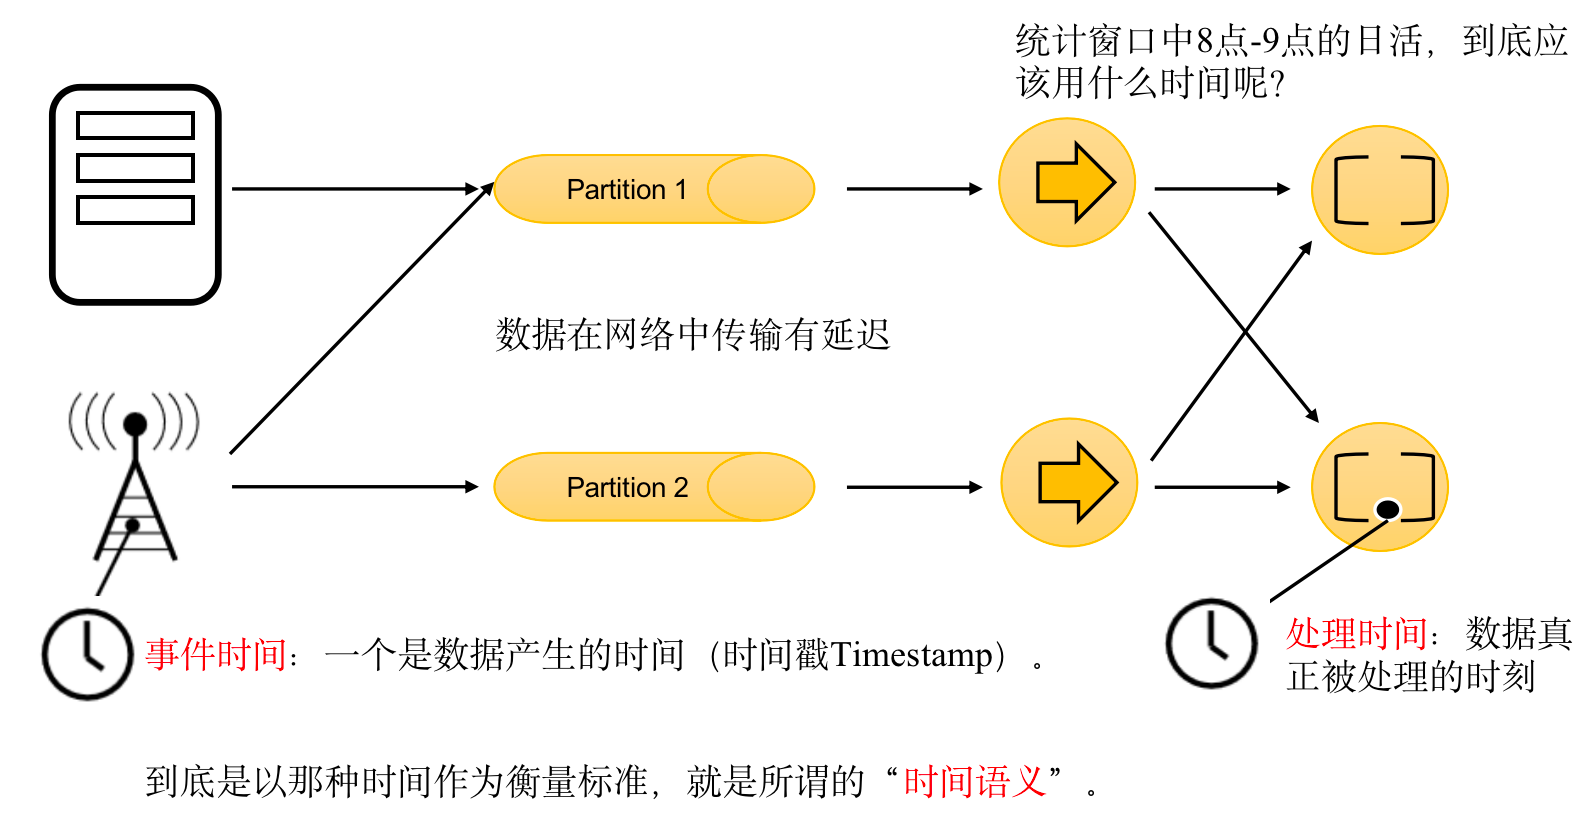 统计窗口中8点-9点的日活，到底应
该用什么时间呢？
Partition 1
数据在网络中传输有延迟
Partition 2
事件时间：一个是数据产生的时间（时间戳Timestamp）。
处理时间：数据真
正被处理的时刻
到底是以那种时间作为衡量标准，就是所谓的“时间语义”。